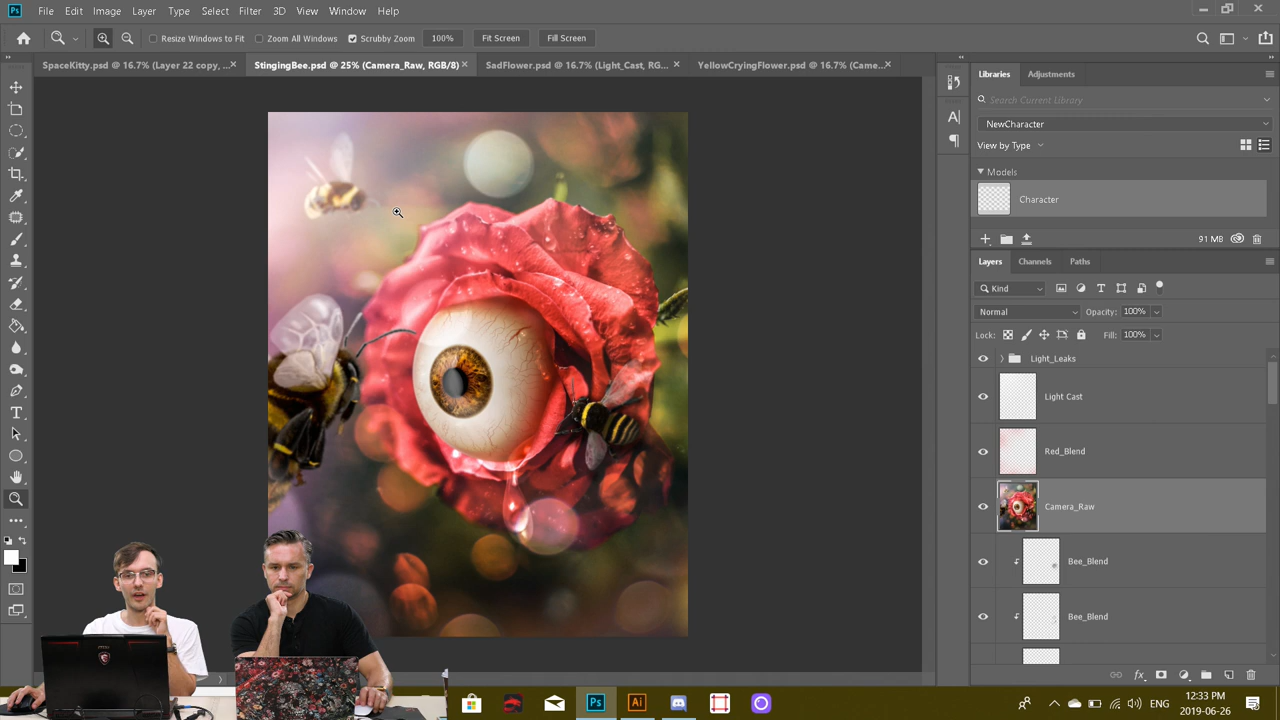 Ps File Edit Image Layer Type Select Filter 3D View Window Help
Resize Windows to Fit Zoom All Windows Scrubby Zoom 100% Fit Screen Fill Screen
SpaceKitty.psd @ 16.7% (Layer 22 copy, ... StingingBee.psd @ 25% (Camera_Raw, RGB/8) SadFlower.psd @ 16.7% (Light_Cast, RG... YellowCryingFlower.psd @ 16.7% (Came...
Libraries Adjustments
Search Current Library
NewCharacter
View by Type
Models
Character
91 MB
Layers Channels Paths
Kind
Normal Opacity: 100%
Lock: Fill: 100%
Light_Leaks
Light Cast
Red_Blend
Camera_Raw
Bee_Blend
Bee_Blend
Ps Ai
12:33 PM
2019-06-26